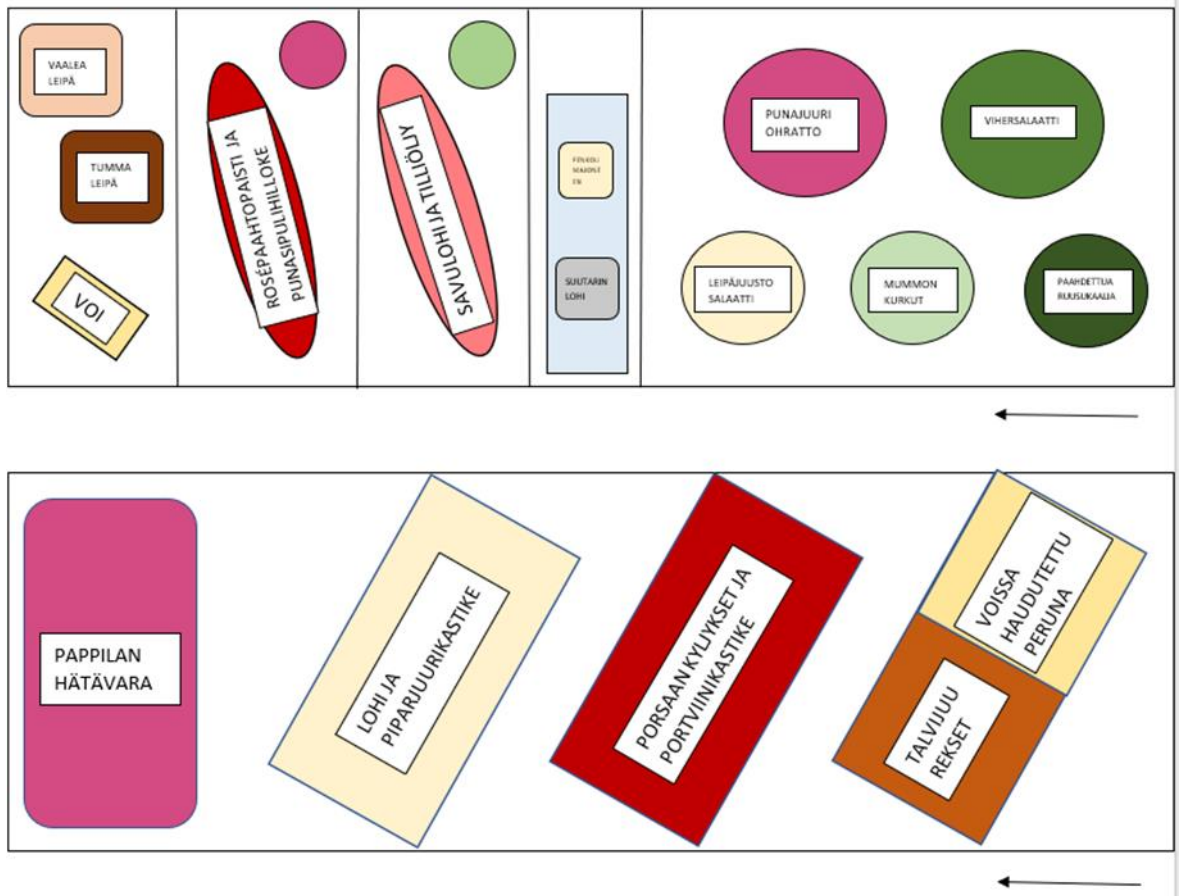 VAALEA
LEIPÄ
TUMMA
LEIPÄ
VOI
ROSÉPAAHTOPAISTI JA
PUNASIPULIHILLOKE
SAVULOHI JA TILLIÖLJY
SUUTARIN
LOHI
PUNAJUURI
OHRATTO
VIHERSALAATTI
LEIPÄJUUSTO
SALAATTI
MUMMON
KURKUT
PAAHDETTUA
RUUSUKAALIA
PAPPILAN
HÄTÄVARA
LOHI JA
PIPARJUURIKASTIKE
PORSAAN KYLJYKSET JA
PORTVIINIKASTIKE
VOISSA
HAUDUTETTU
PERUNA
TALVIJUU
REKSET